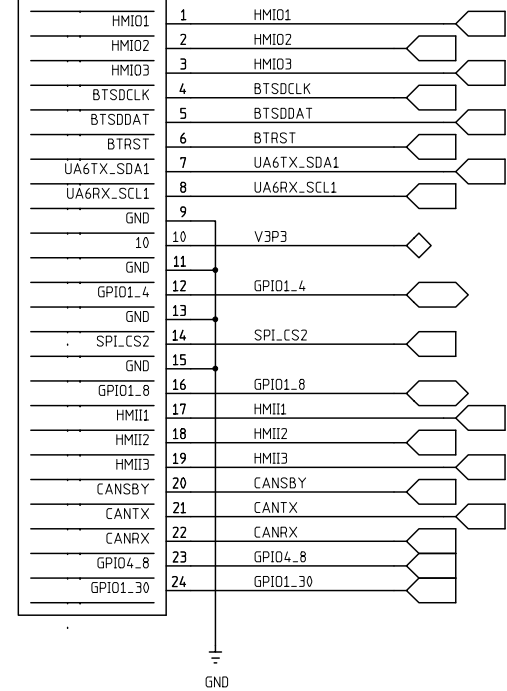 HMIO1 1 HMIO1
HMIO2 2 HMIO2
HMIO3 3 HMIO3
BTSDCLK 4 BTSDCLK
BTSDDAT 5 BTSDDAT
BTRST 6 BTRST
UA6TX_SDA1 7 UA6TX_SDA1
UA6RX_SCL1 8 UA6RX_SCL1
GND 9
10 10 V3P3
GND 11
GPIO1_4 12 GPIO1_4
GND 13
SPI_CS2 14 SPI_CS2
GND 15
GPIO1_8 16 GPIO1_8
HMII1 17 HMII1
HMII2 18 HMII2
HMII3 19 HMII3
CANSBY 20 CANSBY
CANTX 21 CANTX
CANRX 22 CANRX
GPIO4_8 23 GPIO4_8
GPIO1_30 24 GPIO1_30
GND